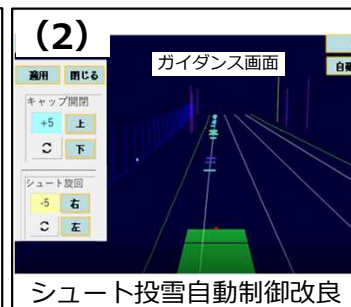 (2)
ガイダンス画面
自動
適用 閉じる
キャップ開閉
+5 上
下
シュート旋回
-5 右
左
シュート投雪自動制御改良